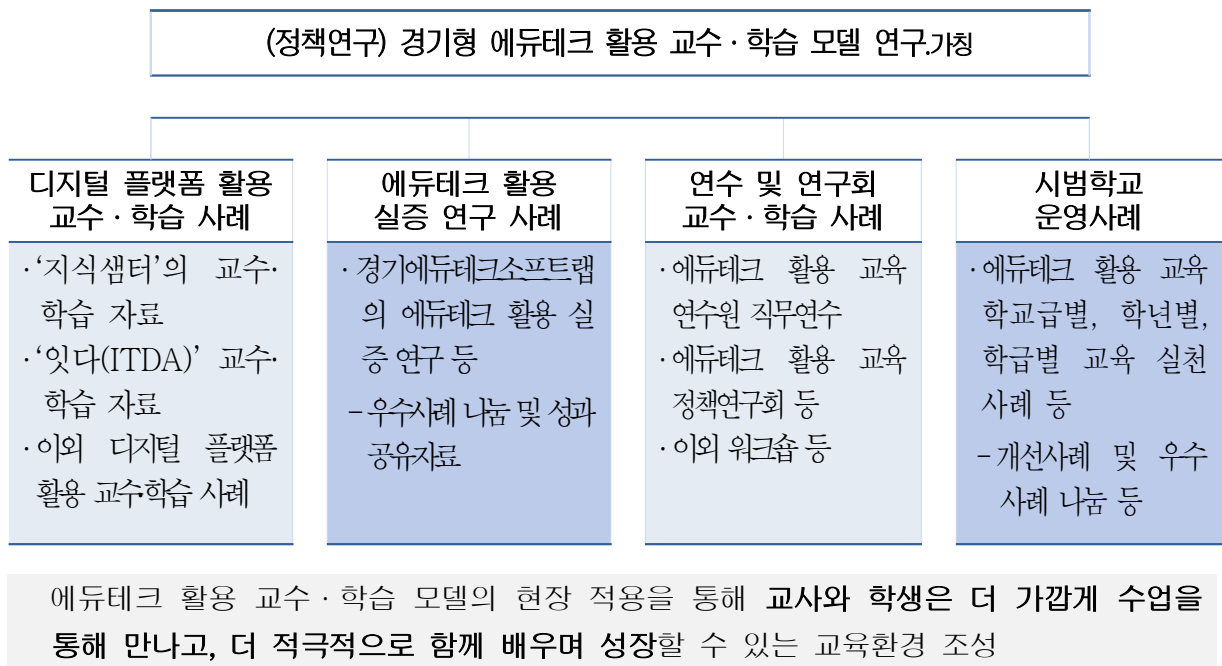 (정책연구) 경기형 에듀테크 활용 교수·학습 모델 연구.가칭
디지털 플랫폼 활용
교수·학습 사례
·‘지식샘터’의 교수·
학습 자료
·‘잇다(ITDA)’ 교수·
학습 자료
·이외 디지털 플랫폼
활용 교수·학습 사례
에듀테크 활용
실증 연구 사례
·경기에듀테크소프트랩
의 에듀테크 활용 실
증 연구 등
–우수사례 나눔 및 성과
공유자료
연수 및 연구회
교수·학습 사례
·에듀테크 활용 교육
연수원 직무연수
·에듀테크 활용 교육
정책연구회 등
·이외 워크숍 등
시범학교
운영사례
·에듀테크 활용 교육
학교급별, 학년별,
학급별 교육 실천
사례 등
–개선사례 및 우수
사례 나눔 등
에듀테크 활용 교수·학습 모델의 현장 적용을 통해 교사와 학생은 더 가깝게 수업을
통해 만나고, 더 적극적으로 함께 배우며 성장할 수 있는 교육환경 조성